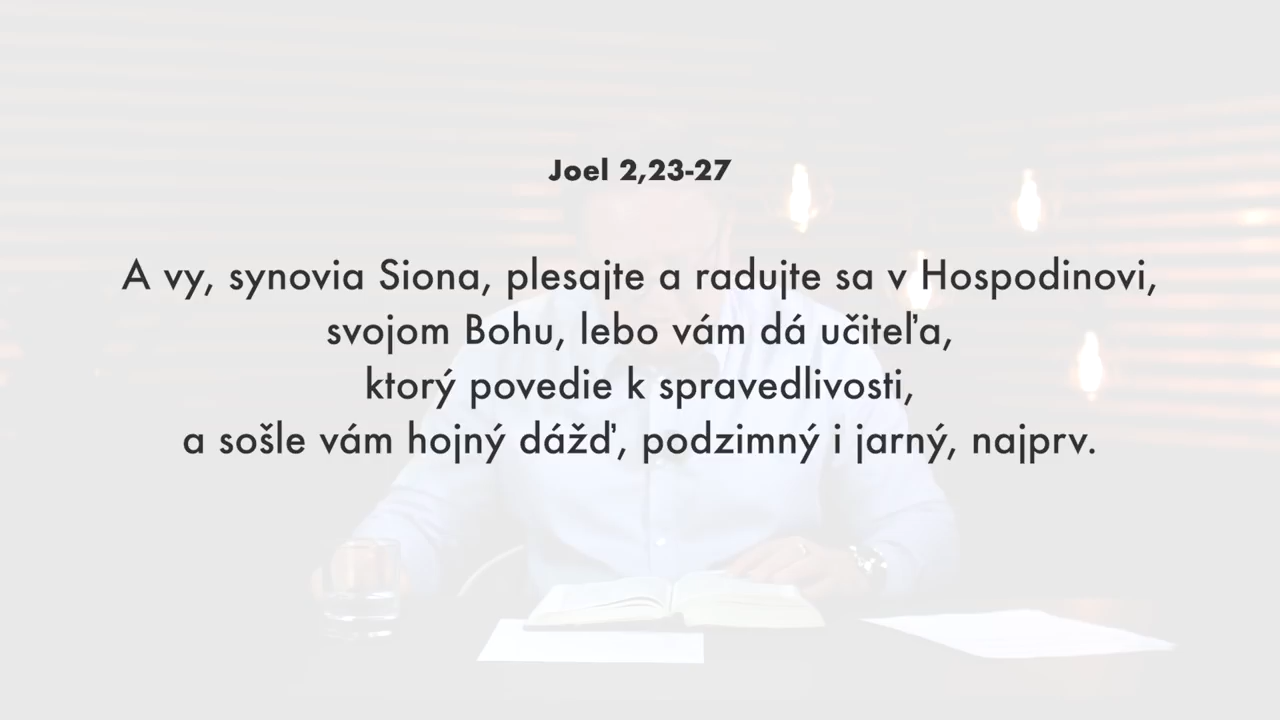 Joel 2,23-27
A vy, synovia Siona, plesajte a radujte sa v Hospodinovi,
svojom Bohu, lebo vám dá učiteľa,
ktorý povedie k spravedlivosti,
a sošle vám hojný dážď, podzimný i jarný, najprv.